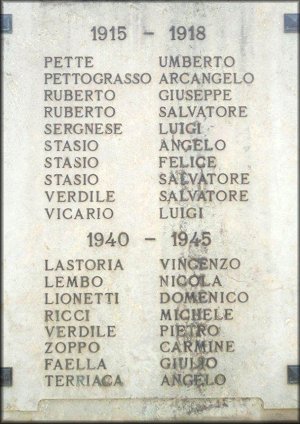 1915 - 1918
PETTE UMBERTO
PETTOGRASSO ARCANGELO
RUBERTO GIUSEPPE
RUBERTO SALVATORE
SERGNESE LUIGI
STASIO ANGELO
STASIO FELICE
STASIO SALVATORE
VERDILE SALVATORE
VICARIO LUIGI
1940 - 1945
LASTORIA VINCENZO
LEMBO NICOLA
LIONETTI DOMENICO
RICCI MICHELE
VERDILE PIETRO
ZOPPO CARMINE
FAELLA GIULIO
TERRIACA ANGELO